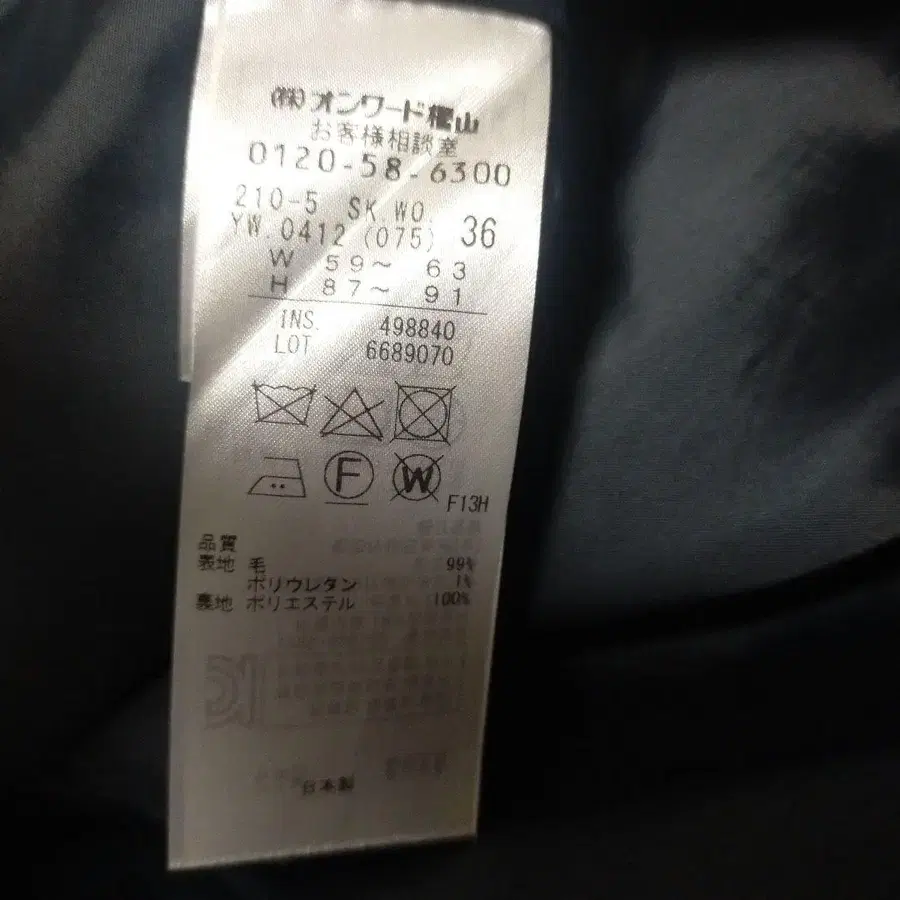 (株)オンワード樫山
お客様相談室
0120-58-6300
210-5 SK.WO.
YW.0412 (075) 36
W 59～ 63
H 87～ 91
INS. 498840
LOT 6689070
F
W
F13H
品質
表地 毛 99%
ポリウレタン 1%
裏地 ポリエステル 100%
日本製